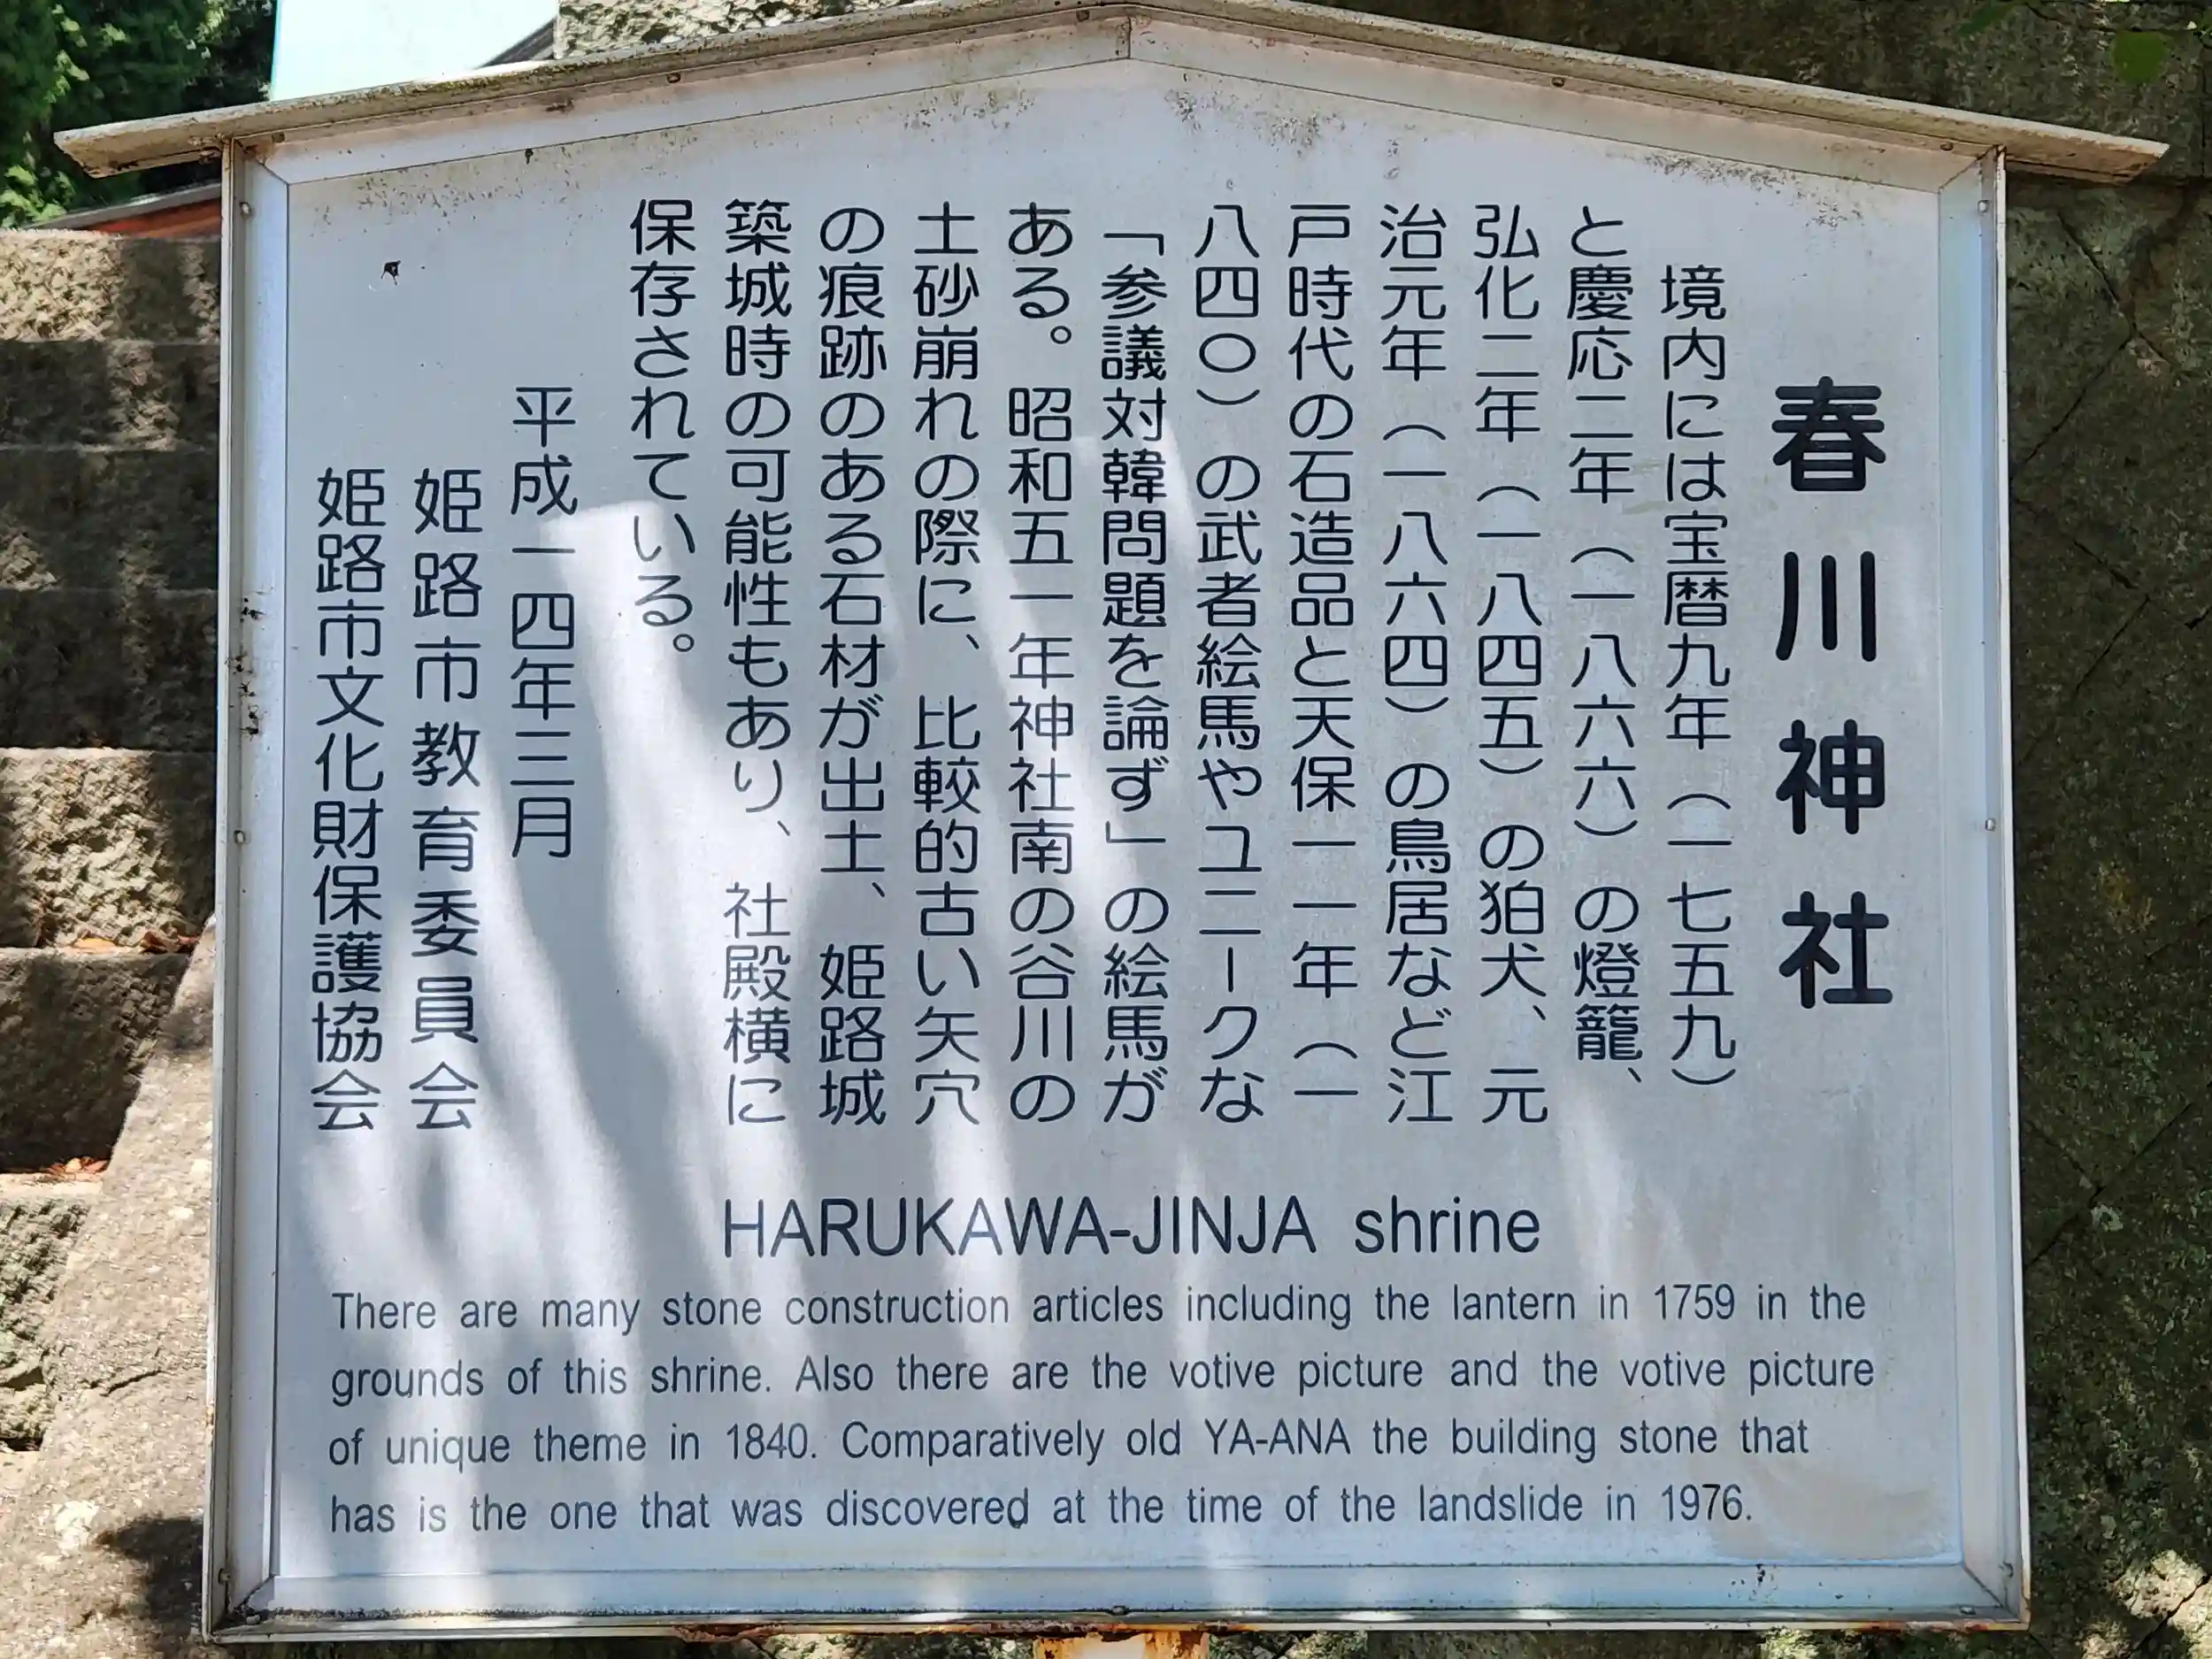 春川神社
境内には宝暦九年（一七五九）
と慶応二年（一八六六）の燈籠、
弘化二年（一八四五）の狛犬、元
治元年（一八六四）の鳥居など江
戸時代の石造品と天保一一年（一
八四〇）の武者絵馬やユニークな
「参議対韓問題を論ず」の絵馬が
ある。昭和五一年神社南の谷川の
土砂崩れの際に、比較的古い矢穴
の痕跡のある石材が出土、姫路城
築城時の可能性もあり、社殿横に
保存されている。
平成一四年三月
姫路市教育委員会
姫路市文化財保護協会
HARUKAWA-JINJA shrine
There are many stone construction articles including the lantern in 1759 in the
grounds of this shrine. Also there are the votive picture and the votive picture
of unique theme in 1840. Comparatively old YA-ANA the building stone that
has is the one that was discovered at the time of the landslide in 1976.